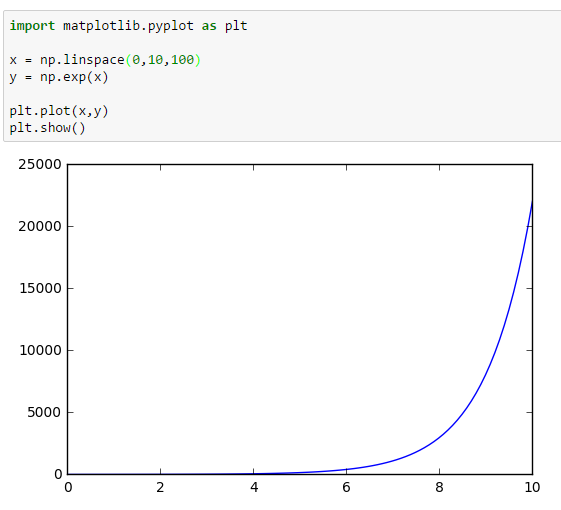 import matplotlib.pyplot as plt
x = np.linspace(0,10,100)
y = np.exp(x)
plt.plot(x,y)
plt.show()
25000
20000
15000
10000
5000
0
0 2 4 6 8 10